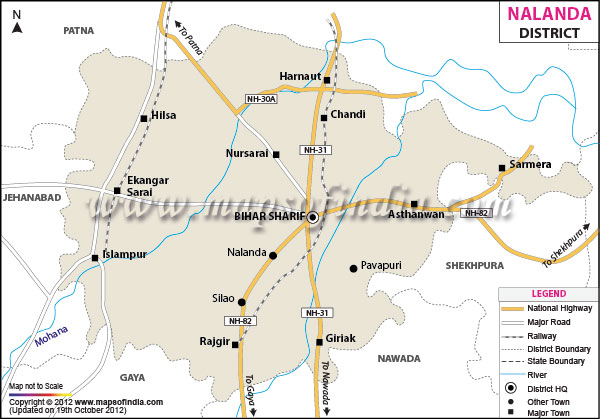 N
PATNA
To Patna
NALANDA
DISTRICT
Harnaut
NH-30A
Hilsa
Chandi
Nursarai
NH-31
Sarmera
Ekangar
Sarai
JEHANABAD
www.mapsofindia.com
BIHAR SHARIF
Asthanwan
NH-82
To Shekhpura
Islampur
Nalanda
Pavapuri
SHEKHPURA
Silao
NH-82
NH-31
Mohana
Rajgir
Giriak
NAWADA
GAYA
To Gaya
To Nawada
LEGEND
National Highway
Major Road
Railway
District Boundary
State Boundary
River
District HQ
Other Town
Major Town
Map not to Scale
Copyright © 2012 www.mapsofindia.com
(Updated on 19th October 2012)